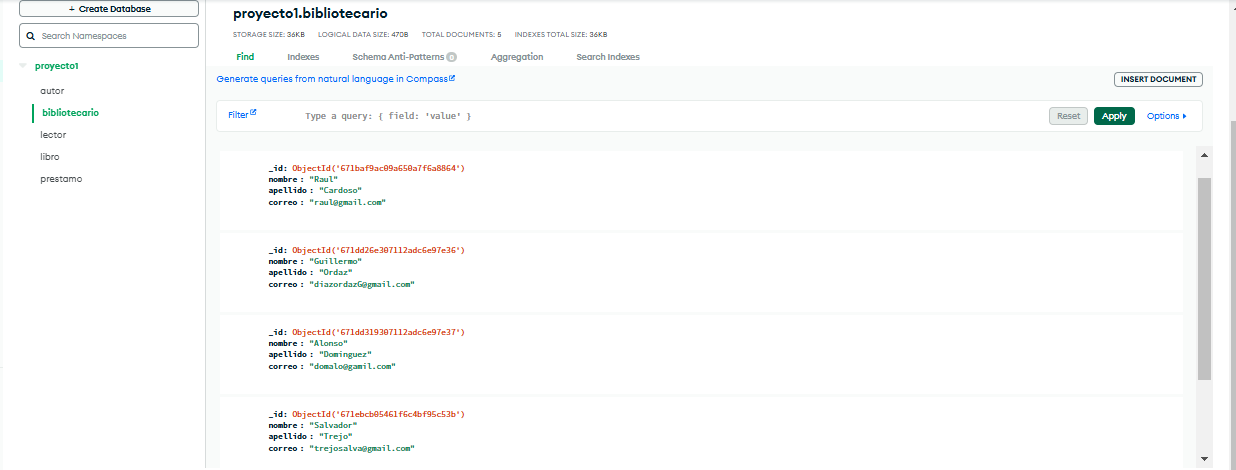 + Create Database
Search Namespaces
proyecto1
autor
bibliotecario
lector
libro
prestamo
proyecto1.bibliotecario
STORAGE SIZE: 36KB LOGICAL DATA SIZE: 470B TOTAL DOCUMENTS: 5 INDEXES TOTAL SIZE: 36KB
Find Indexes Schema Anti-Patterns 0 Aggregation Search Indexes
Generate queries from natural language in Compass
INSERT DOCUMENT
Filter Type a query: { field: 'value' } Reset Apply Options
_id: ObjectId('671baf9ac09a650a7f6a8864')
nombre : "Raul"
apellido : "Cardoso"
correo : "raul@gmail.com"
_id: ObjectId('671dd26e307112adc6e97e36')
nombre : "Guillermo"
apellido : "Ordaz"
correo : "diazordazG@gmail.com"
_id: ObjectId('671dd319307112adc6e97e37')
nombre : "Alonso"
apellido : "Dominguez"
correo : "domalo@gamil.com"
_id: ObjectId('671ebcb05461f6c4bf95c53b')
nombre : "Salvador"
apellido : "Trejo"
correo : "trejosalva@gmail.com"